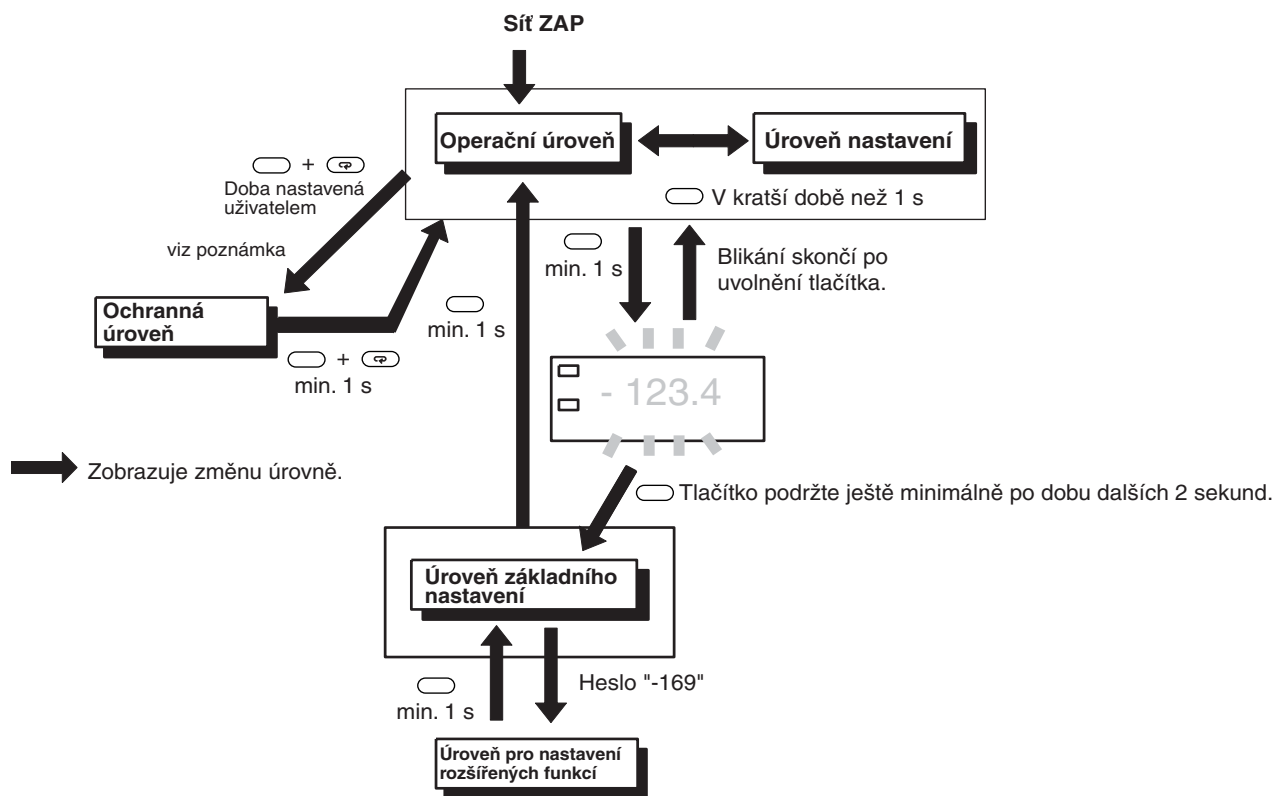 Síť ZAP
Operační úroveň
Úroveň nastavení
+
Doba nastavená
uživatelem
V kratší době než 1 s
viz poznámka
min. 1 s
Blikání skončí po
uvolnění tlačítka.
Ochranná
úroveň
min. 1 s
+
min. 1 s
- 123.4
Zobrazuje změnu úrovně.
Tlačítko podržte ještě minimálně po dobu dalších 2 sekund.
Úroveň základního
nastavení
Heslo "-169"
min. 1 s
Úroveň pro nastavení
rozšířených funkcí